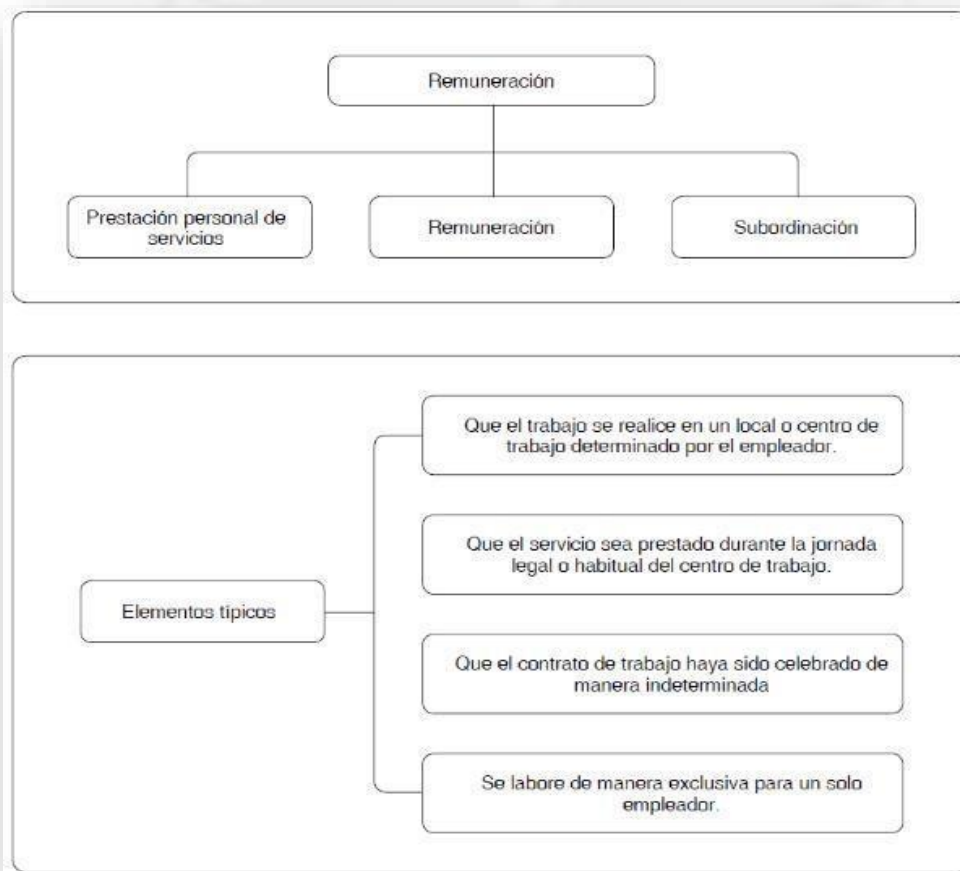 Remuneración
Prestación personal de
servicios
Remuneración
Subordinación
Que el trabajo se realice en un local o centro de
trabajo determinado por el empleador.
Que el servicio sea prestado durante la jornada
legal o habitual del centro de trabajo.
Elementos típicos
Que el contrato de trabajo haya sido celebrado de
manera indeterminada
Se labore de manera exclusiva para un solo
empleador.